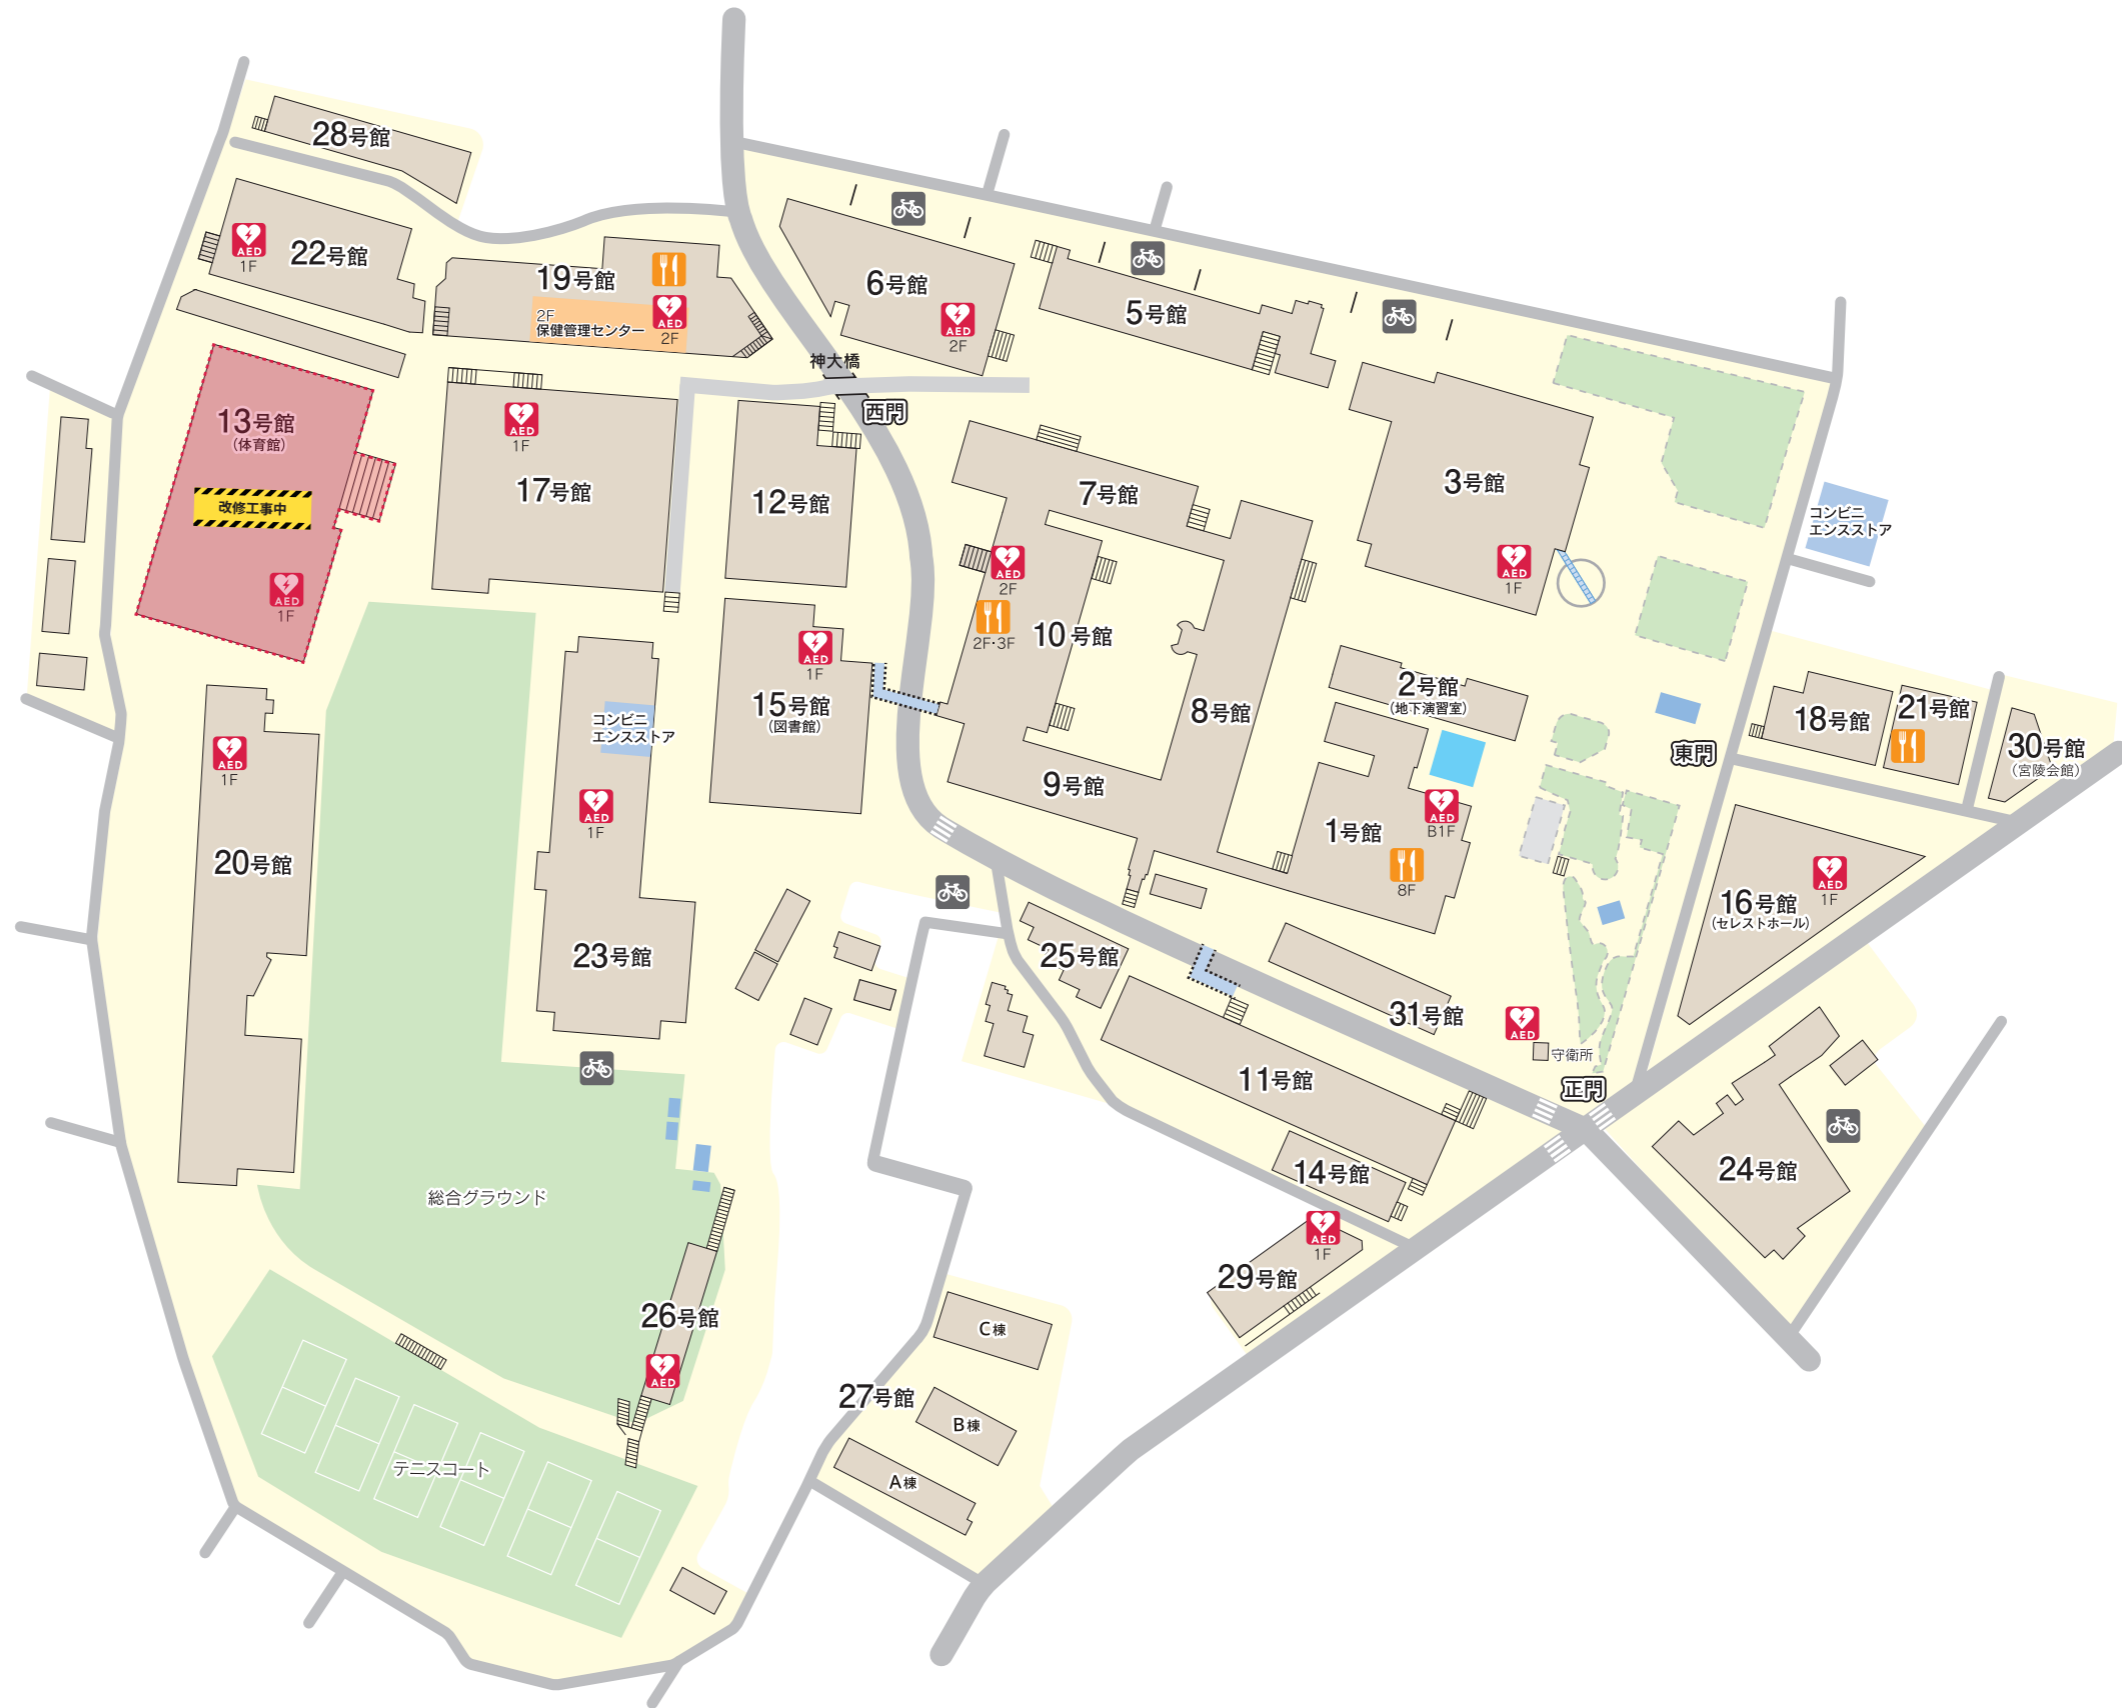 28号館
22号館
AED
1F
19号館
2F
保健管理センター
AED
2F
6号館
AED
2F
5号館
神大橋
西門
13号館
(体育館)
改修工事中
AED
1F
AED
1F
17号館
12号館
7号館
3号館
AED
1F
コンビニ
エンスストア
AED
2F
2F・3F
10号館
AED
1F
15号館
(図書館)
8号館
2号館
(地下演習室)
コンビニ
エンスストア
AED
1F
AED
1F
20号館
23号館
9号館
1号館
AED
B1F
8F
東門
18号館
21号館
30号館
(宮陵会館)
16号館
(セレストホール)
AED
1F
25号館
31号館
AED
守衛所
正門
11号館
14号館
24号館
AED
1F
29号館
総合グラウンド
26号館
AED
テニスコート
27号館
C棟
B棟
A棟